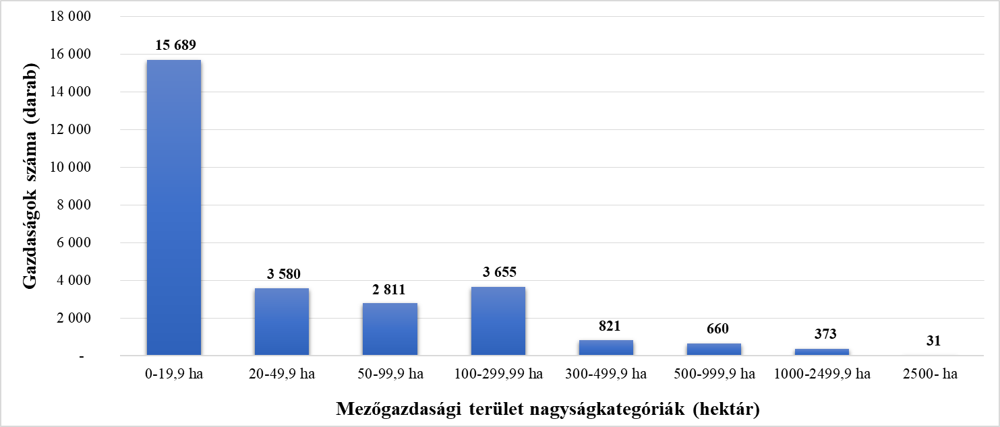 18 000
16 000
14 000
12 000
10 000
8 000
6 000
4 000
2 000
-
Gazdaságok száma (darab)
15 689
3 580
2 811
3 655
821
660
373
31
0-19,9 ha
20-49,9 ha
50-99,9 ha
100-299,99 ha
300-499,9 ha
500-999,9 ha
1000-2499,9 ha
2500- ha
Mezőgazdasági terület nagyságkategóriák (hektár)